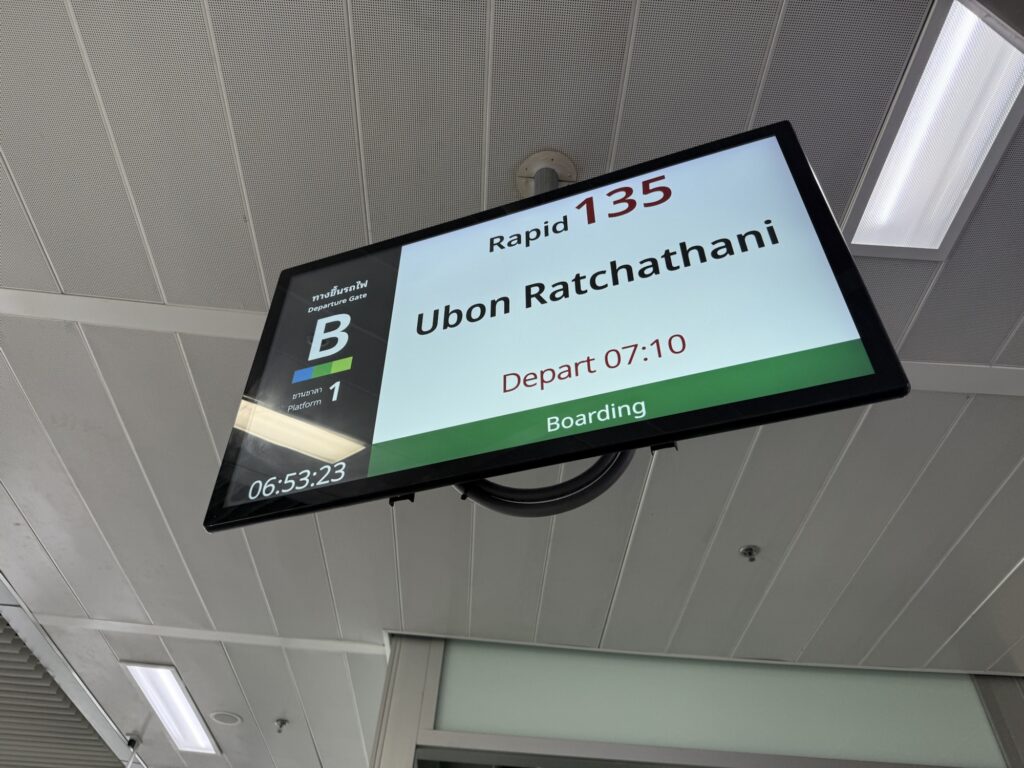 ทางขึ้นรถไฟ
Departure Gate
B
ชานชาลา
Platform 1
06:53:23
Rapid 135
Ubon Ratchathani
Depart 07:10
Boarding